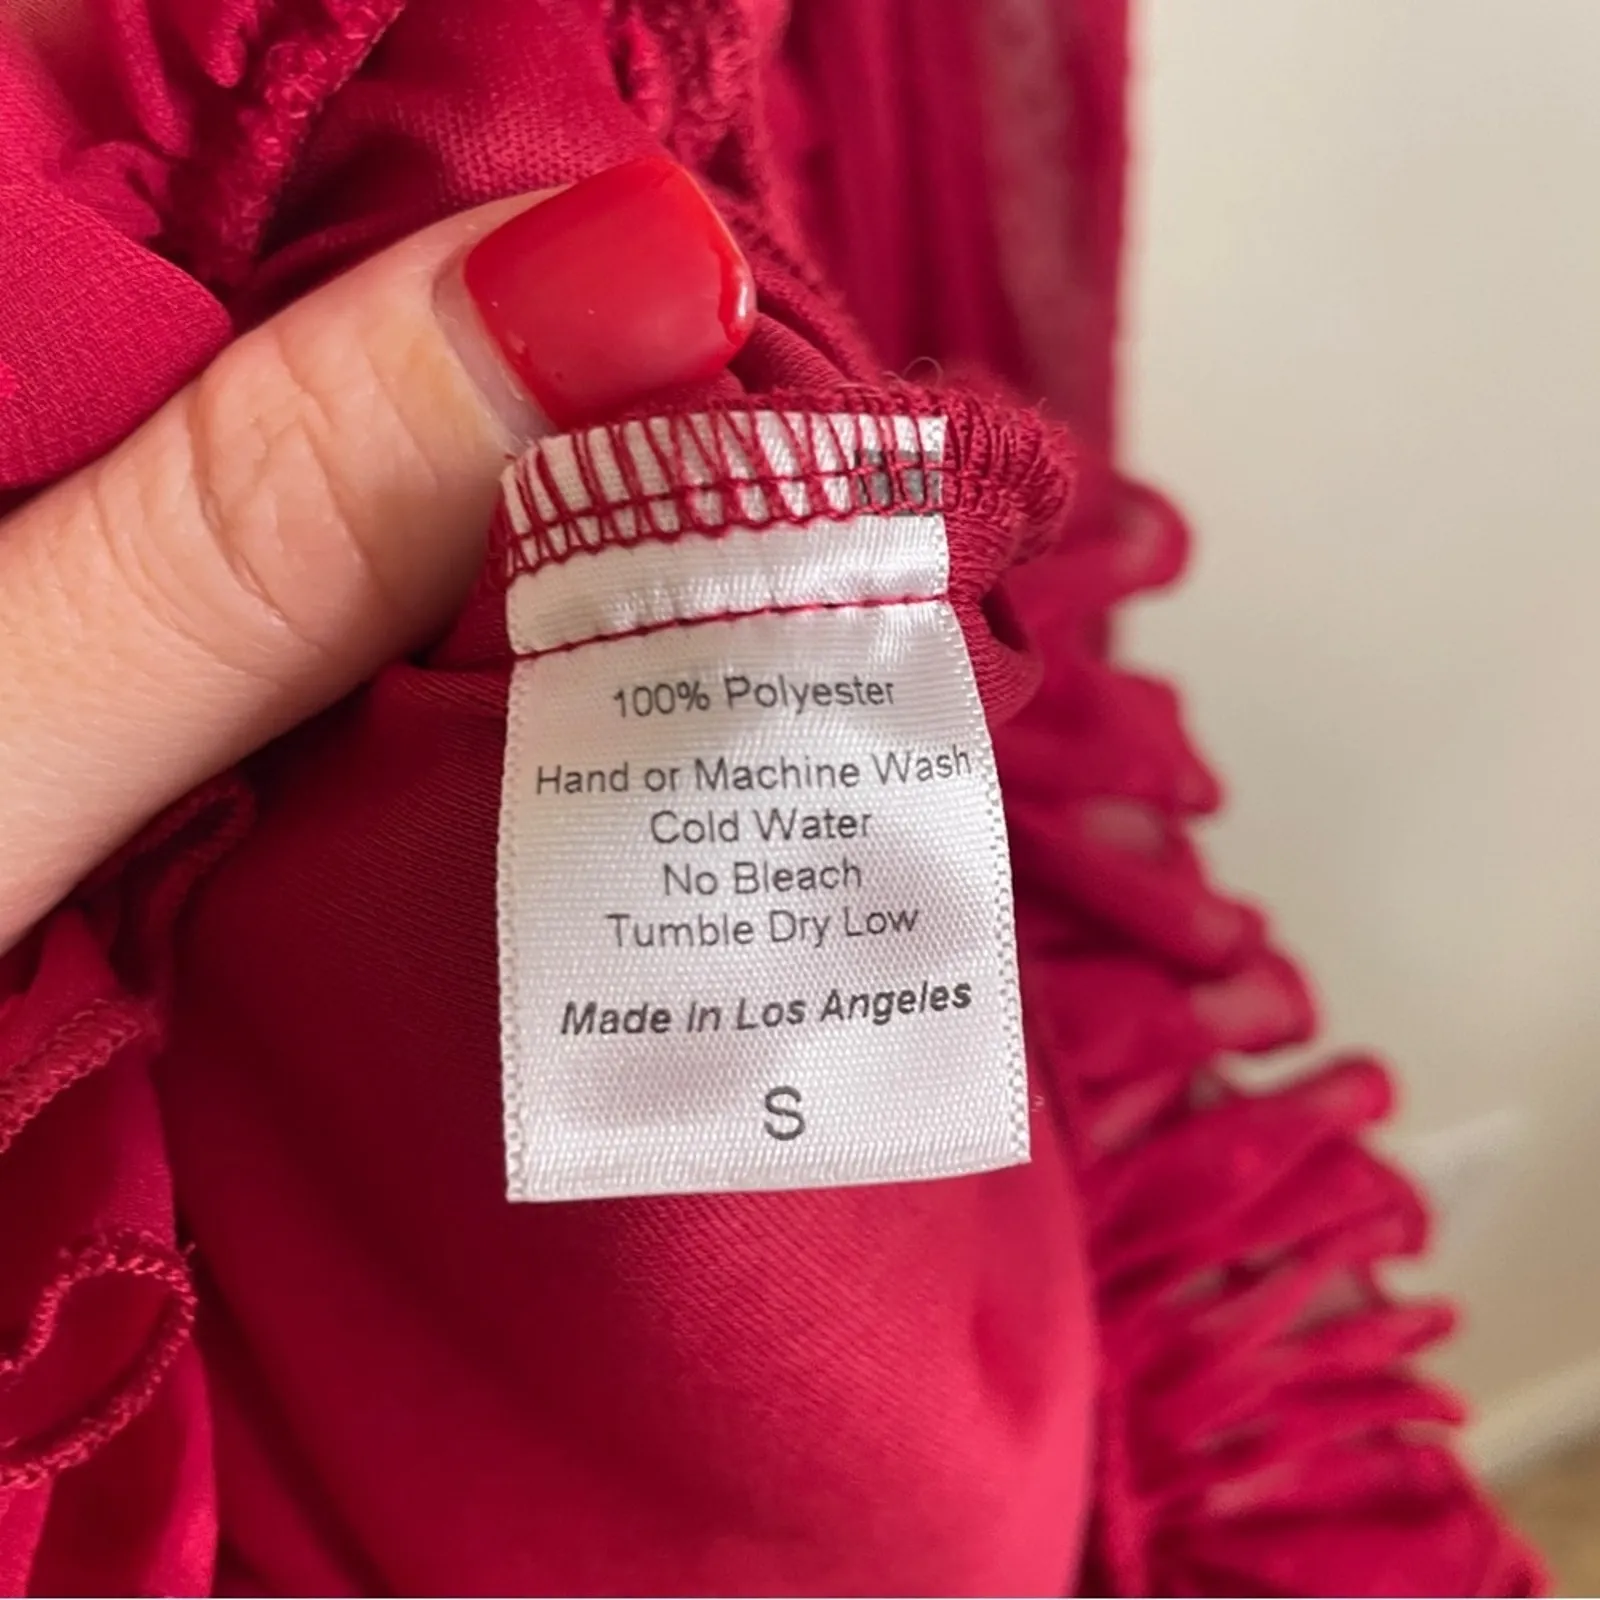 100% Polyester
Hand or Machine Wash
Cold Water
No Bleach
Tumble Dry Low
Made In Los Angeles
S